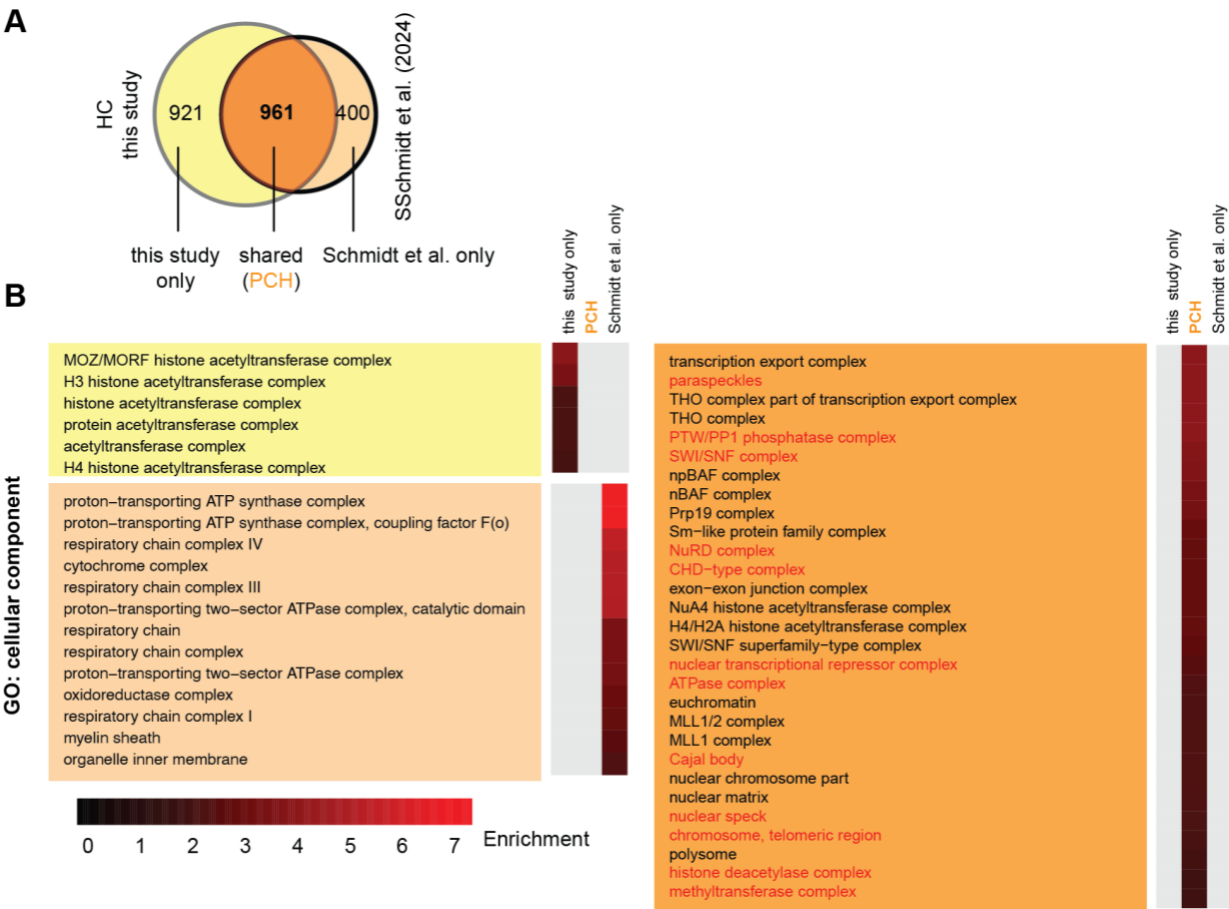 A
HC
this study
921
961
400
SSchmidt et al. (2024)
this study
only
shared
(PCH)
Schmidt et al. only
B
this study only
PCH
Schmidt et al. only
this study only
PCH
Schmidt et al. only
GO: cellular component
MOZ/MORF histone acetyltransferase complex
H3 histone acetyltransferase complex
histone acetyltransferase complex
protein acetyltransferase complex
acetyltransferase complex
H4 histone acetyltransferase complex
proton−transporting ATP synthase complex
proton−transporting ATP synthase complex, coupling factor F(o)
respiratory chain complex IV
cytochrome complex
respiratory chain complex III
proton−transporting two−sector ATPase complex, catalytic domain
respiratory chain
respiratory chain complex
proton−transporting two−sector ATPase complex
oxidoreductase complex
respiratory chain complex I
myelin sheath
organelle inner membrane
0 1 2 3 4 5 6 7
Enrichment
transcription export complex
paraspeckles
THO complex part of transcription export complex
THO complex
PTW/PP1 phosphatase complex
SWI/SNF complex
npBAF complex
nBAF complex
Prp19 complex
Sm−like protein family complex
NuRD complex
CHD−type complex
exon−exon junction complex
NuA4 histone acetyltransferase complex
H4/H2A histone acetyltransferase complex
SWI/SNF superfamily−type complex
nuclear transcriptional repressor complex
ATPase complex
euchromatin
MLL1/2 complex
MLL1 complex
Cajal body
nuclear chromosome part
nuclear matrix
nuclear speck
chromosome, telomeric region
polysome
histone deacetylase complex
methyltransferase complex